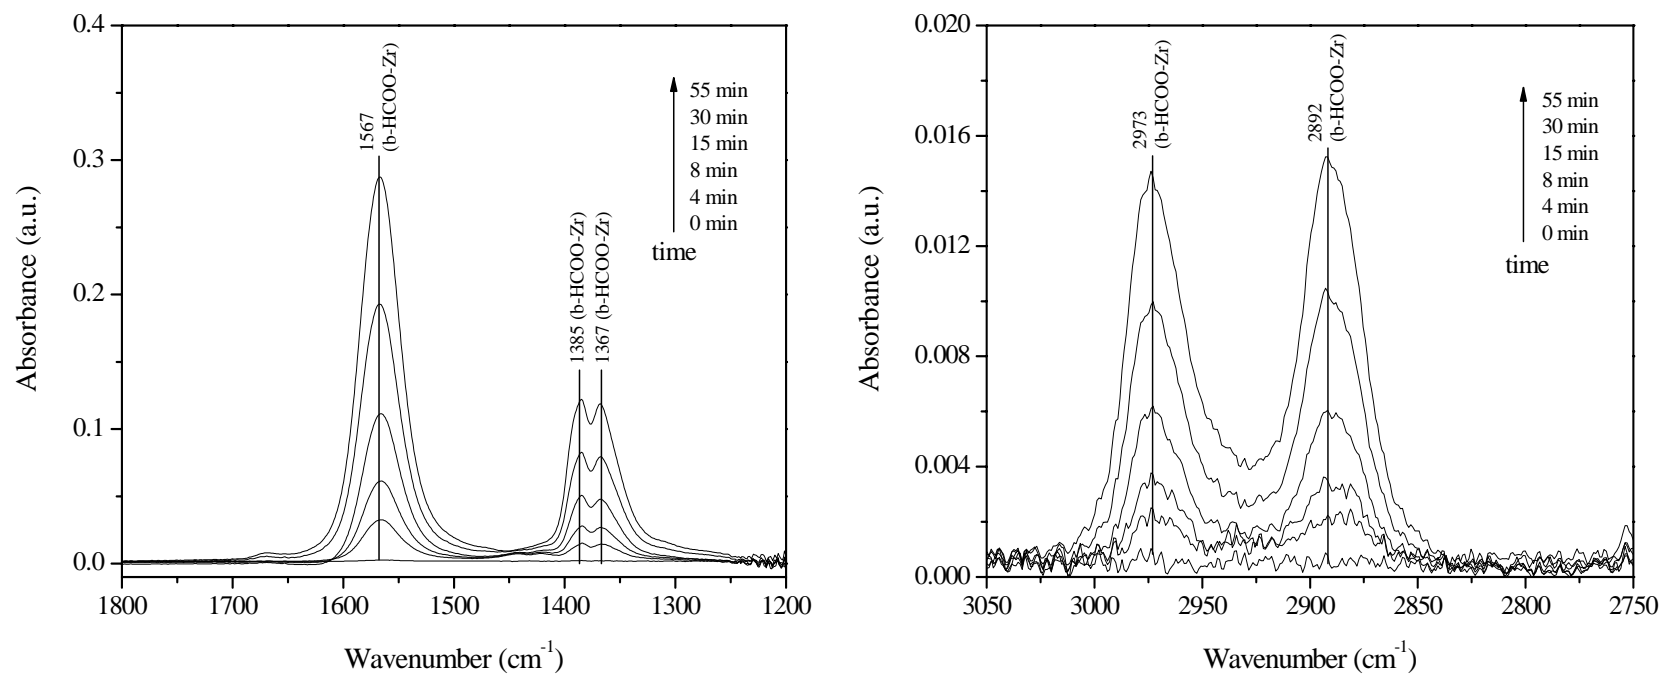 0.4
0.3
0.2
0.1
0.0
Absorbance (a.u.)
1567
(b-HCOO-Zr)
1385 (b-HCOO-Zr)
1367 (b-HCOO-Zr)
55 min
30 min
15 min
8 min
4 min
0 min
time
1800
1700
1600
1500
1400
1300
1200
Wavenumber (cm-1)
0.020
0.016
0.012
0.008
0.004
0.000
Absorbance (a.u.)
2973
(b-HCOO-Zr)
2892
(b-HCOO-Zr)
55 min
30 min
15 min
8 min
4 min
0 min
time
3050
3000
2950
2900
2850
2800
2750
Wavenumber (cm-1)